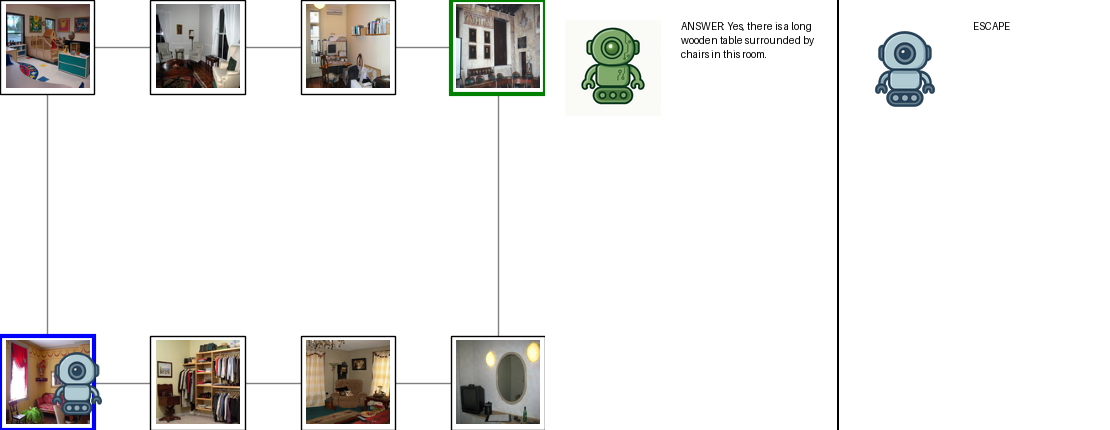 ANSWER: Yes, there is a long
wooden table surrounded by
chairs in this room.
ESCAPE